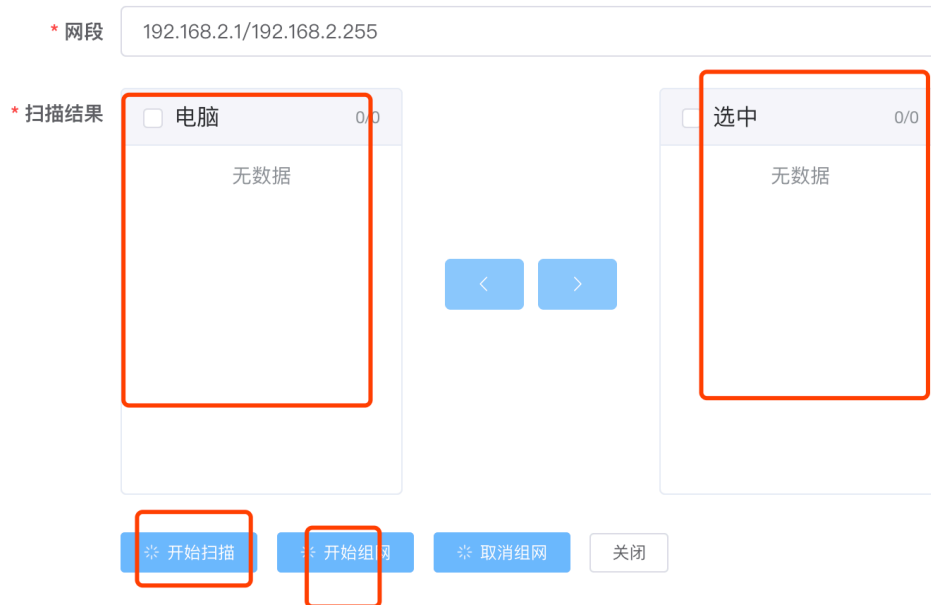 * 网段 192.168.2.1/192.168.2.255
* 扫描结果 电脑 0/0 选中 0/0
无数据 无数据
开始扫描 开始组网 取消组网 关闭